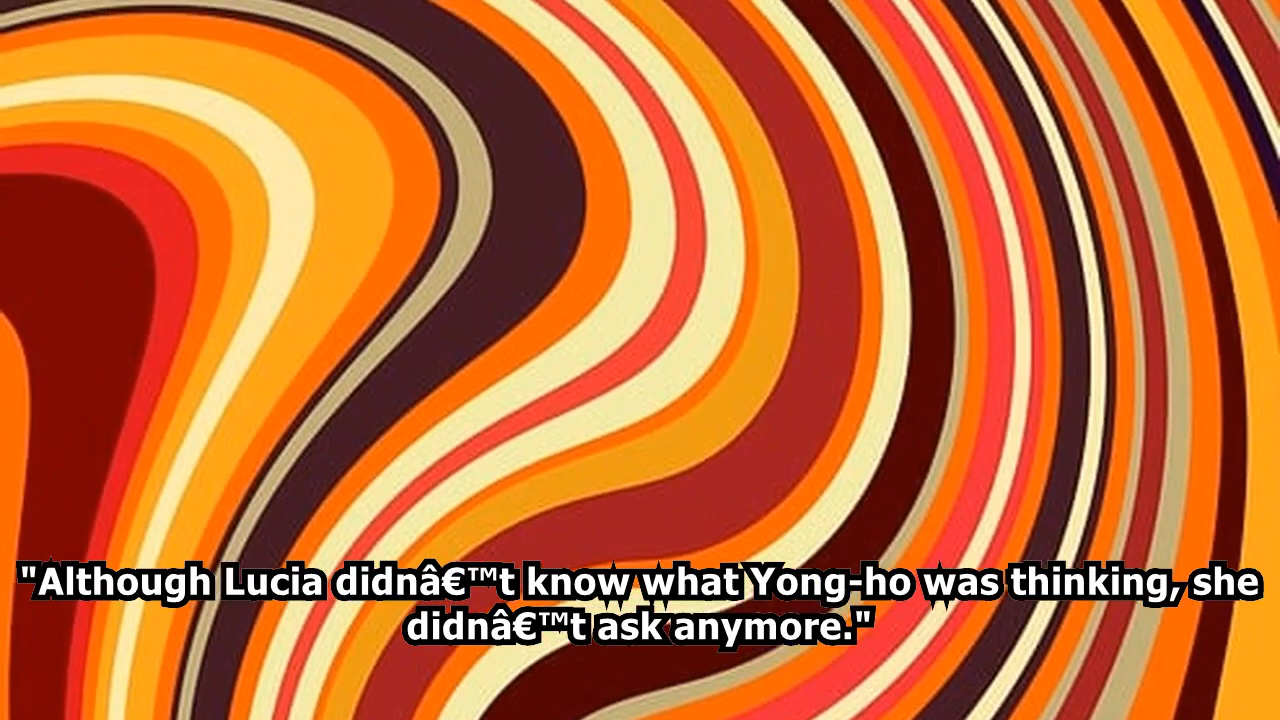 "Although Lucia didnâ€™t know what Yong-ho was thinking, she
didnâ€™t ask anymore."